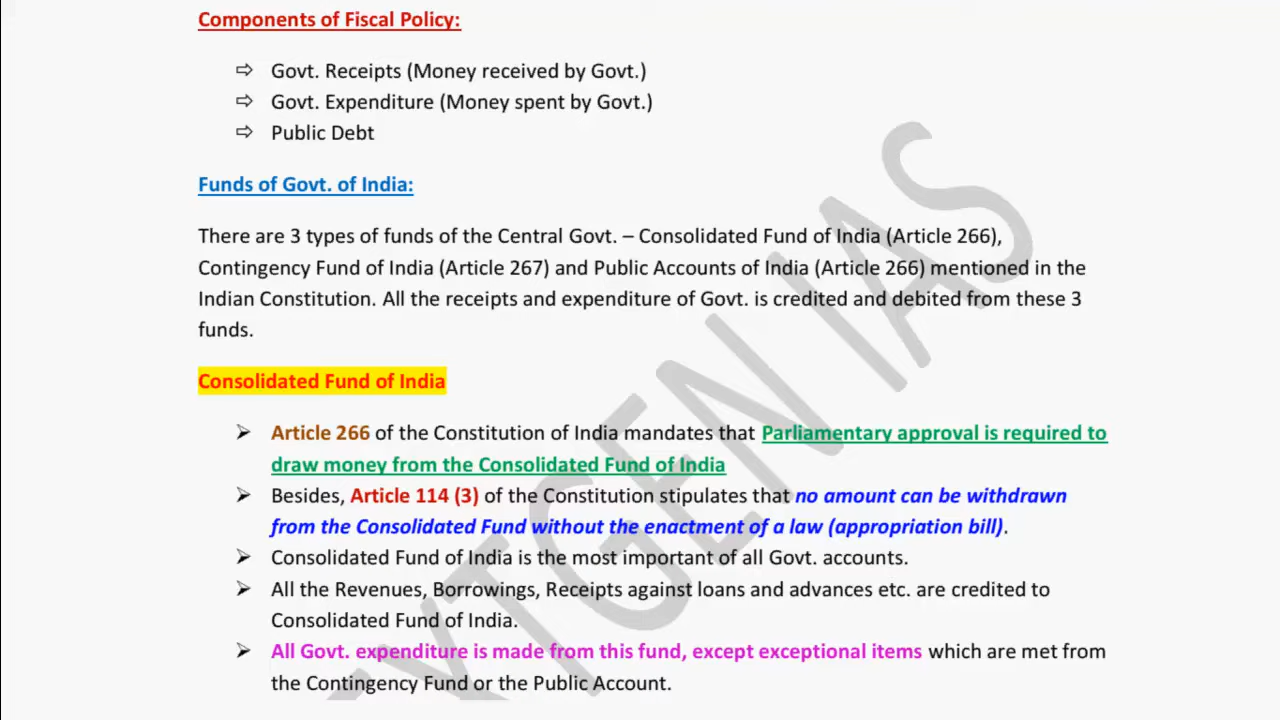 Components of Fiscal Policy:
⇨ Govt. Receipts (Money received by Govt.)
⇨ Govt. Expenditure (Money spent by Govt.)
⇨ Public Debt
Funds of Govt. of India:
There are 3 types of funds of the Central Govt. – Consolidated Fund of India (Article 266),
Contingency Fund of India (Article 267) and Public Accounts of India (Article 266) mentioned in the
Indian Constitution. All the receipts and expenditure of Govt. is credited and debited from these 3
funds.
Consolidated Fund of India
➢ Article 266 of the Constitution of India mandates that Parliamentary approval is required to
draw money from the Consolidated Fund of India
➢ Besides, Article 114 (3) of the Constitution stipulates that no amount can be withdrawn
from the Consolidated Fund without the enactment of a law (appropriation bill).
➢ Consolidated Fund of India is the most important of all Govt. accounts.
➢ All the Revenues, Borrowings, Receipts against loans and advances etc. are credited to
Consolidated Fund of India.
➢ All Govt. expenditure is made from this fund, except exceptional items which are met from
the Contingency Fund or the Public Account.
IAS